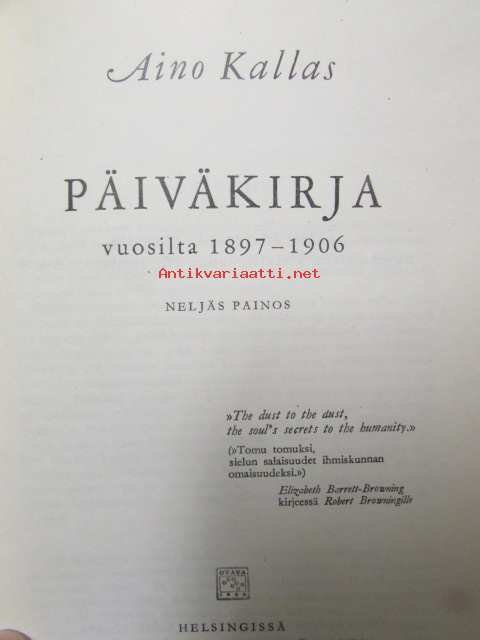 Aino Kallas
PÄIVÄKIRJA
vuosilta 1897–1906
Antikvariaatti.net
NELJÄS PAINOS
»The dust to the dust,
the soul's secrets to the humanity.»
(»Tomu tomuksi,
sielun salaisuudet ihmiskunnan
omaisuudeksi.»)
Elizabeth Barrett-Browning
kirjeessä Robert Browningille
OTAVA
1890
HELSINGISSÄ